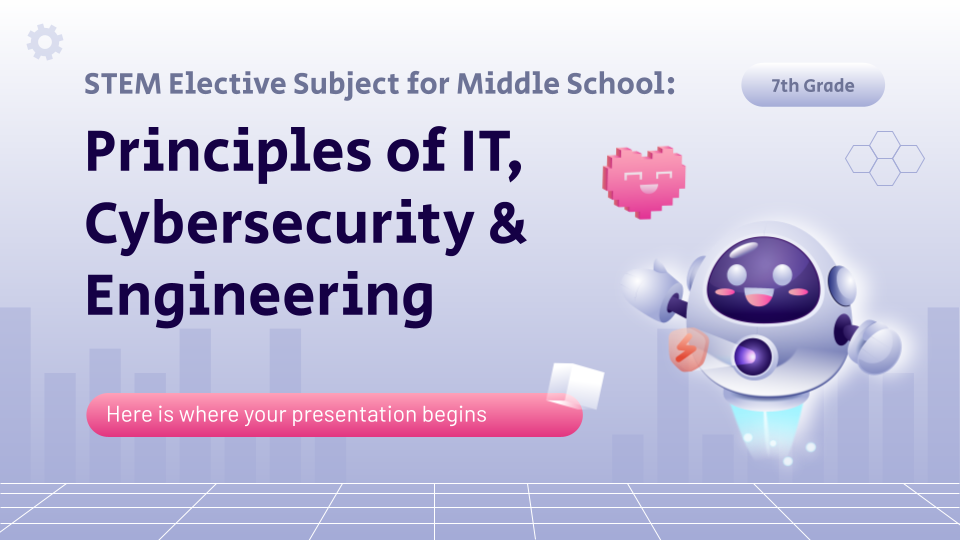 STEM Elective Subject for Middle School:
7th Grade
Principles of IT,
Cybersecurity &
Engineering
Here is where your presentation begins